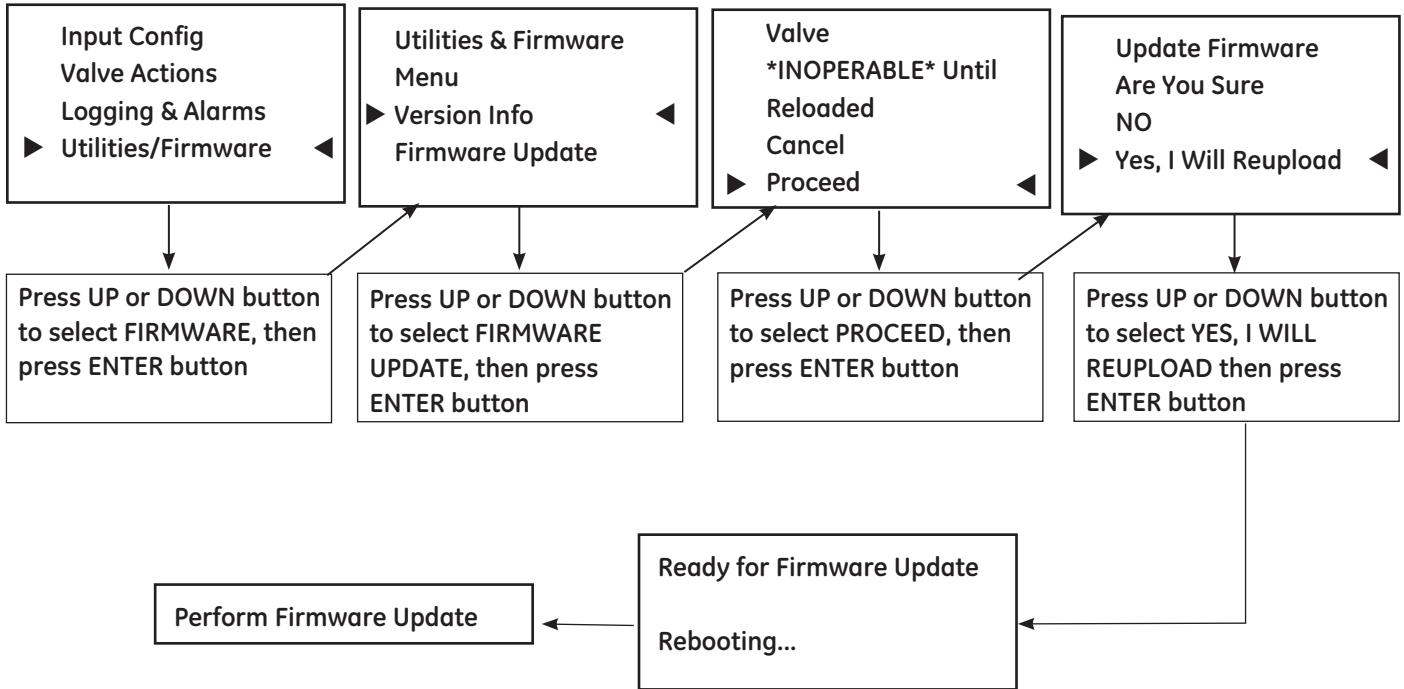 Input Config
Valve Actions
Logging & Alarms
Utilities/Firmware
Press UP or DOWN button
to select FIRMWARE, then
press ENTER button
Utilities & Firmware
Menu
Version Info
Firmware Update
Press UP or DOWN button
to select FIRMWARE
UPDATE, then press
ENTER button
Valve
*INOPERABLE* Until
Reloaded
Cancel
Proceed
Press UP or DOWN button
to select PROCEED, then
press ENTER button
Update Firmware
Are You Sure
NO
Yes, I Will Reupload
Press UP or DOWN button
to select YES, I WILL
REUPLOAD then press
ENTER button
Ready for Firmware Update
Rebooting...
Perform Firmware Update